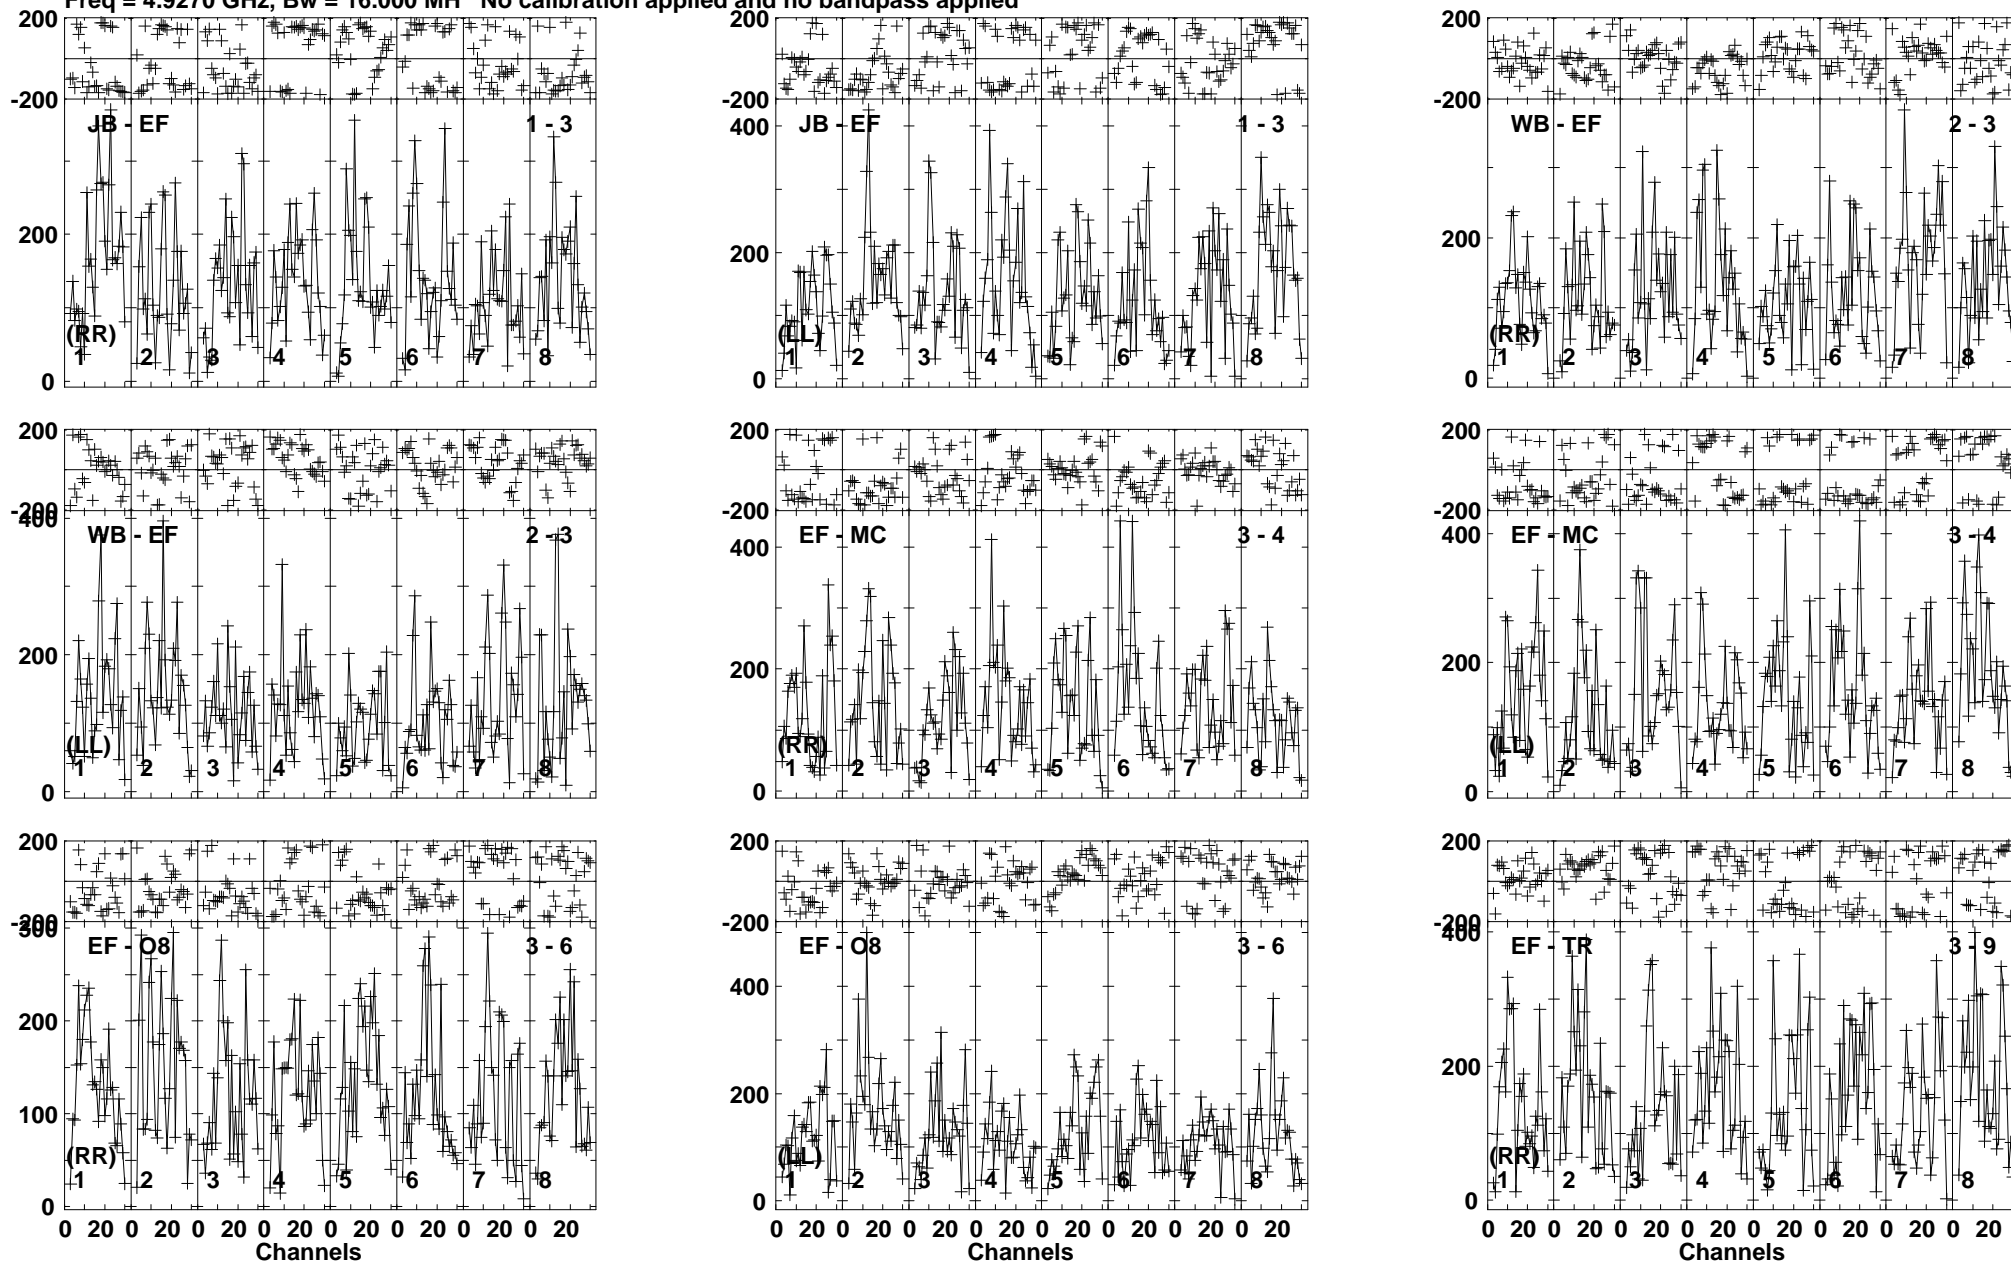 Freq = 4.9270 GHz, Bw = 16.000 MH No calibration applied and no bandpass applied
200 200 200
-200 -200 -200
JB - EF 1 - 3 JB - EF 1 - 3 WB - EF 2 - 3
400
200 200 200
(RR) (LL) (RR)
1 2 3 4 5 6 7 8 1 2 3 4 5 6 7 8 1 2 3 4 5 6 7 8
0 0 0
200 200 200
-200 -200 -200
400
WB - EF 2 - 3 EF - MC 3 - 4 EF - MC 3 - 4
400 400
200 200 200
(LL) (RR) (LL)
1 2 3 4 5 6 7 8 1 2 3 4 5 6 7 8 1 2 3 4 5 6 7 8
0 0 0
200 200 200
-200 -200 -200
300 400
EF - O8 3 - 6 EF - O8 3 - 6 EF - TR 3 - 9
400
200 200 200
100
(RR) (LL) (RR)
1 2 3 4 5 6 7 8 1 2 3 4 5 6 7 8 1 2 3 4 5 6 7 8
0 0 0
0 20 0 20 0 20 0 20 0 20 0 20 0 20 0 20 0 20 0 20 0 20 0 20 0 20 0 20 0 20 0 20 0 20 0 20 0 20 0 20 0 20 0 20 0 20 0 20
Channels Channels Channels